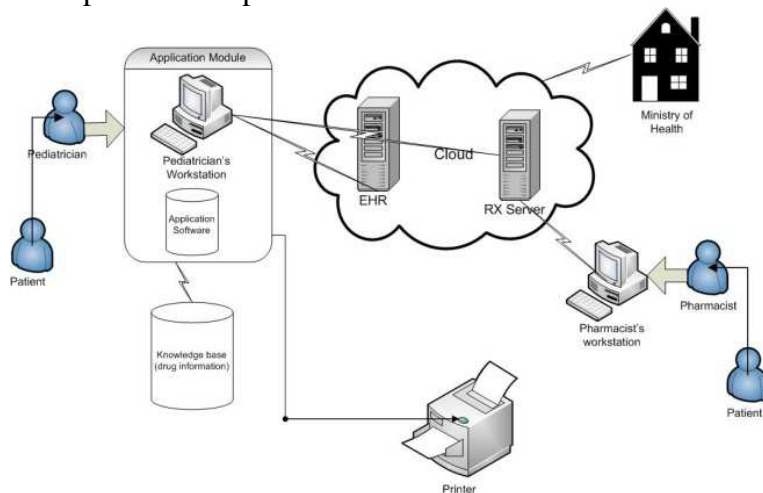 Application Module
Pediatrician
Pediatrician's
Workstation
Application
Software
Patient
Knowledge base
(drug information)
Cloud
EHR
RX Server
Ministry of
Health
Pharmacist's
workstation
Pharmacist
Patient
Printer